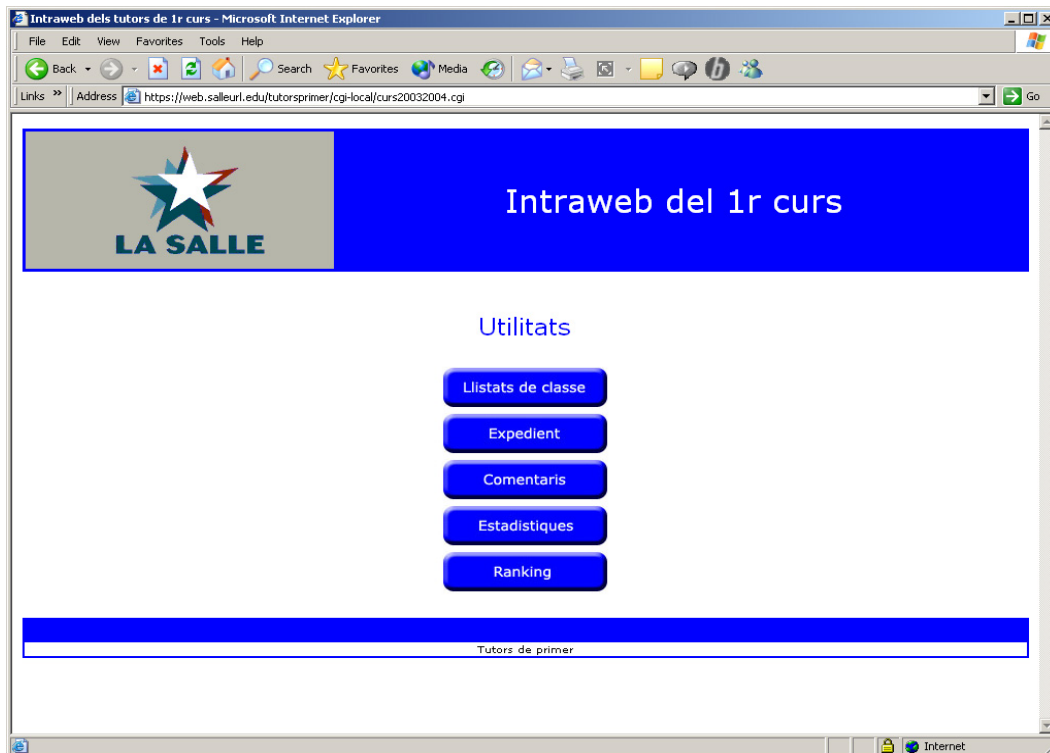 Intraweb dels tutors de 1r curs - Microsoft Internet Explorer
File Edit View Favorites Tools Help
Back Search Favorites Media
Links » Address https://web.salleurl.edu/tutorsprimer/cgi-local/curs20032004.cgi Go
LA SALLE
Intraweb del 1r curs
Utilitats
Llistats de classe
Expedient
Comentaris
Estadistiques
Ranking
Tutors de primer
Internet